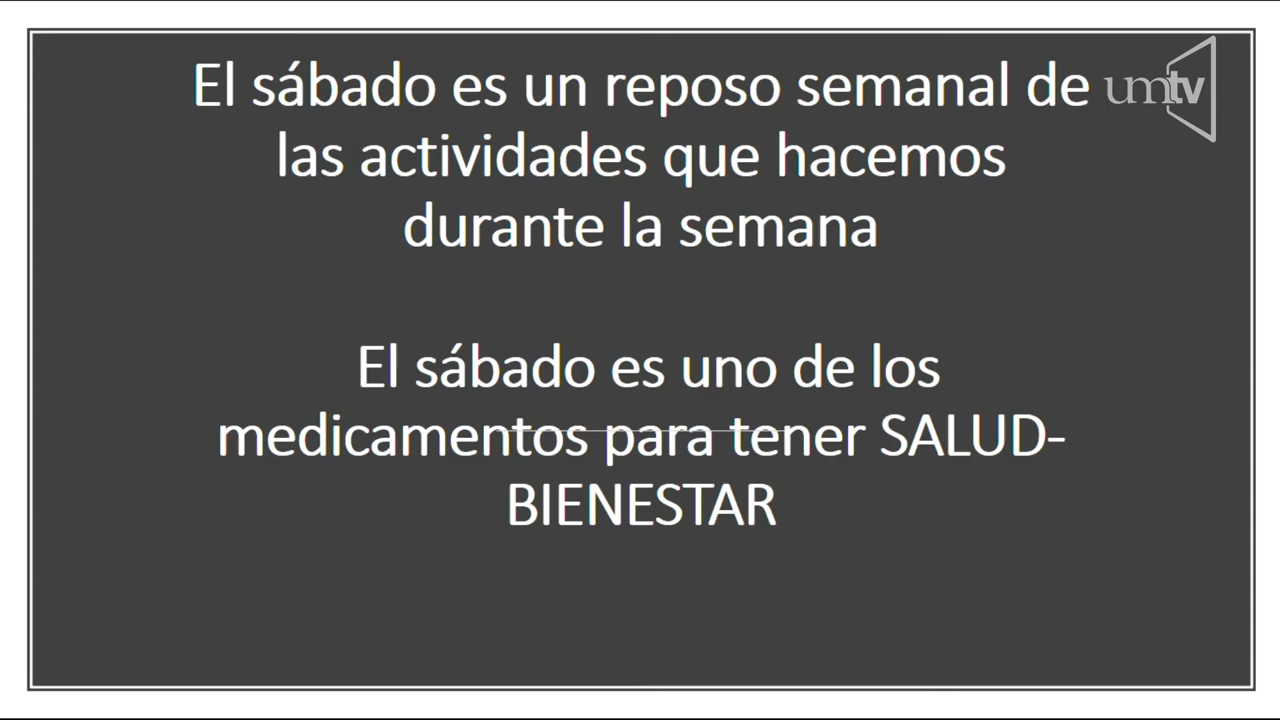 El sábado es un reposo semanal de
las actividades que hacemos
durante la semana
El sábado es uno de los
medicamentos para tener SALUD-
BIENESTAR
umtv